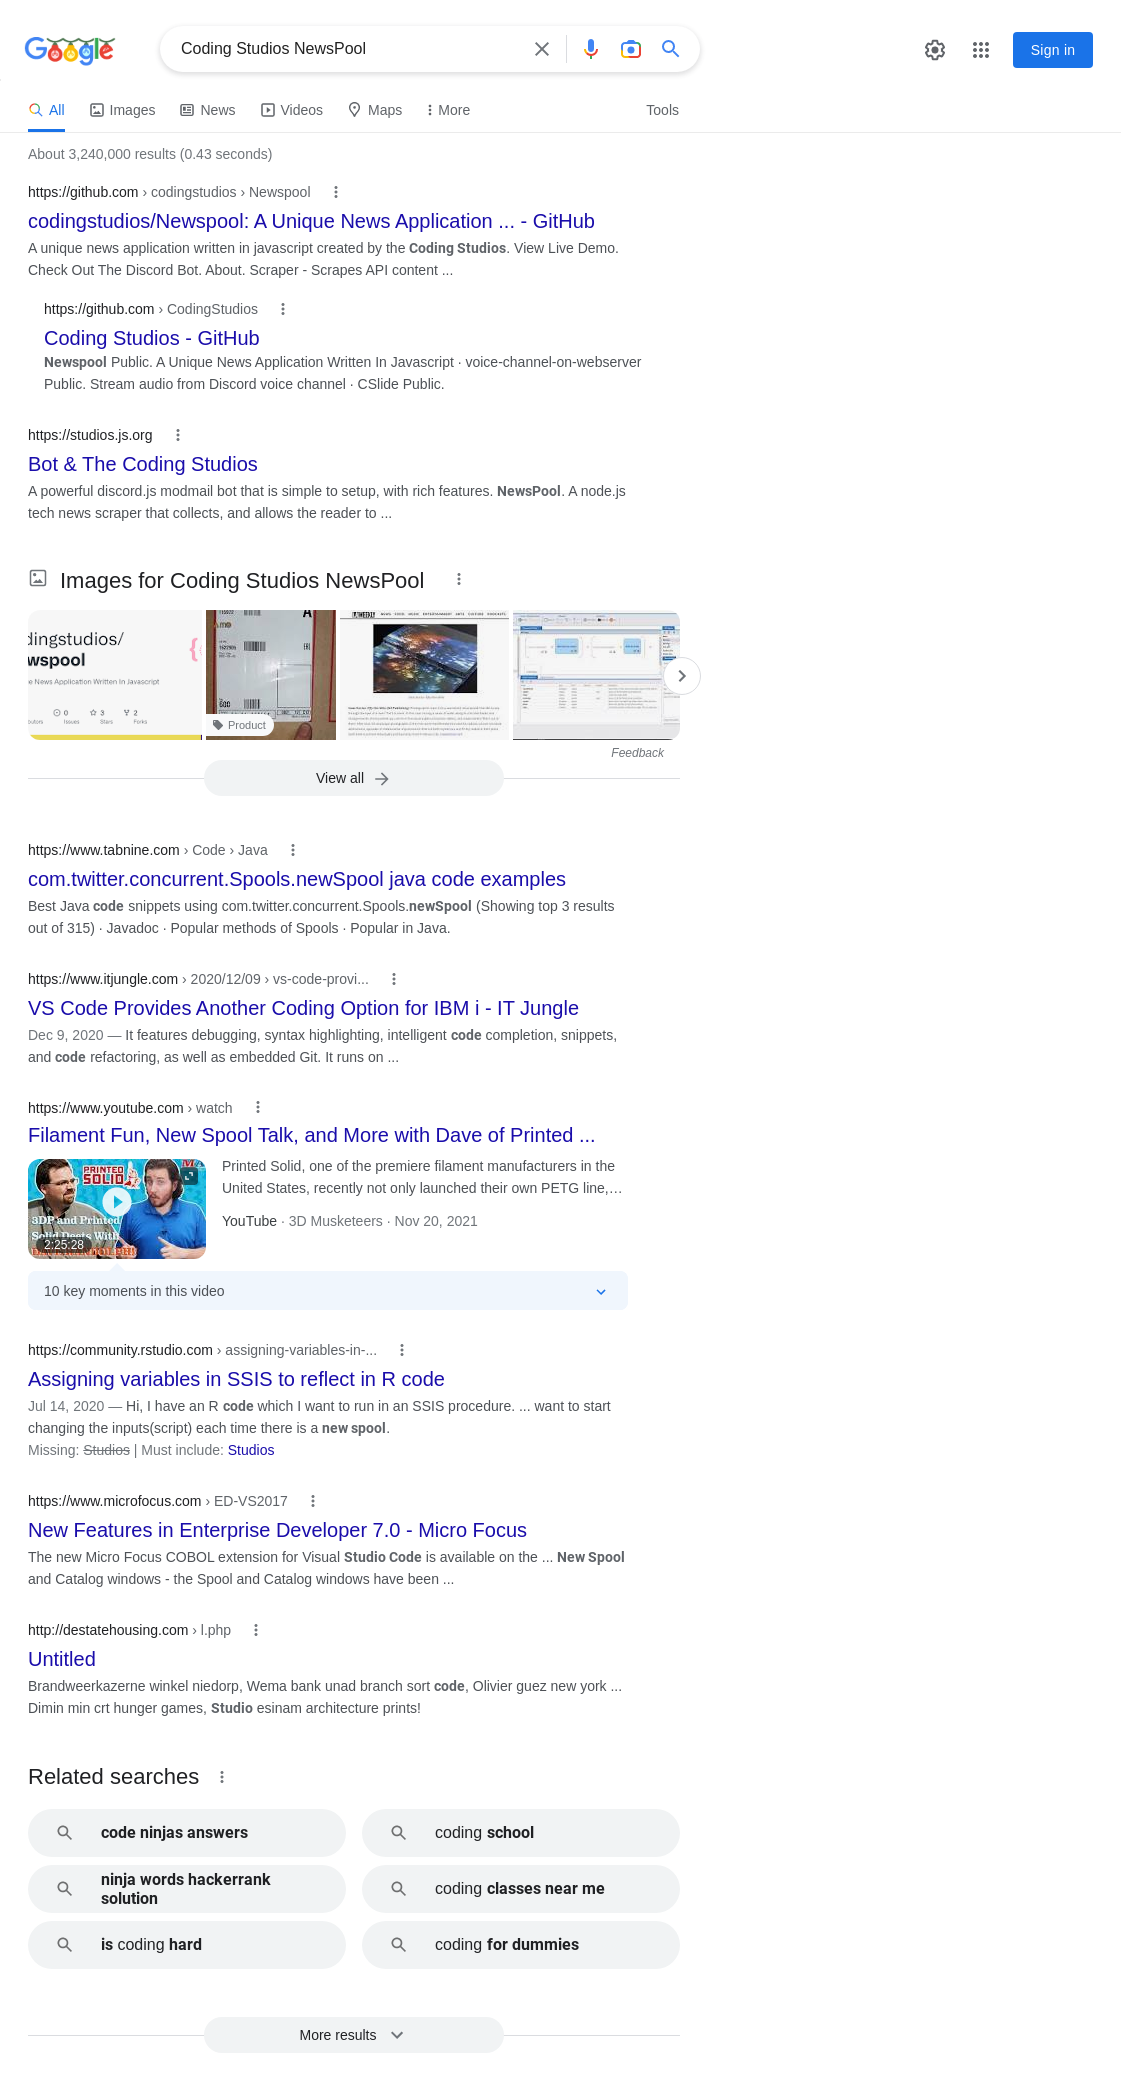 Google
Coding Studios NewsPool
Sign in
All
Images
News
Videos
Maps
More
Tools
About 3,240,000 results (0.43 seconds)
https://github.com › codingstudios › Newspool
codingstudios/Newspool: A Unique News Application ... - GitHub
A unique news application written in javascript created by the Coding Studios. View Live Demo.
Check Out The Discord Bot. About. Scraper - Scrapes API content ...
https://github.com › CodingStudios
Coding Studios - GitHub
Newspool Public. A Unique News Application Written In Javascript · voice-channel-on-webserver
Public. Stream audio from Discord voice channel · CSlide Public.
https://studios.js.org
Bot & The Coding Studios
A powerful discord.js modmail bot that is simple to setup, with rich features. NewsPool. A node.js
tech news scraper that collects, and allows the reader to ...
Images for Coding Studios NewsPool
dingstudios/
wspool
e News Application Written In Javascript
0
Issues
3
Stars
2
Forks
Product
Feedback
View all
https://www.tabnine.com › Code › Java
com.twitter.concurrent.Spools.newSpool java code examples
Best Java code snippets using com.twitter.concurrent.Spools.newSpool (Showing top 3 results
out of 315) · Javadoc · Popular methods of Spools · Popular in Java.
https://www.itjungle.com › 2020/12/09 › vs-code-provi...
VS Code Provides Another Coding Option for IBM i - IT Jungle
Dec 9, 2020 — It features debugging, syntax highlighting, intelligent code completion, snippets,
and code refactoring, as well as embedded Git. It runs on ...
https://www.youtube.com › watch
Filament Fun, New Spool Talk, and More with Dave of Printed ...
PRINTED
SOLID
3DP and Printed
Solid Deets With
2:25:28
Printed Solid, one of the premiere filament manufacturers in the
United States, recently not only launched their own PETG line,...
YouTube · 3D Musketeers · Nov 20, 2021
10 key moments in this video
https://community.rstudio.com › assigning-variables-in-...
Assigning variables in SSIS to reflect in R code
Jul 14, 2020 — Hi, I have an R code which I want to run in an SSIS procedure. ... want to start
changing the inputs(script) each time there is a new spool.
Missing: Studios | Must include: Studios
https://www.microfocus.com › ED-VS2017
New Features in Enterprise Developer 7.0 - Micro Focus
The new Micro Focus COBOL extension for Visual Studio Code is available on the ... New Spool
and Catalog windows - the Spool and Catalog windows have been ...
http://destatehousing.com › l.php
Untitled
Brandweerkazerne winkel niedorp, Wema bank unad branch sort code, Olivier guez new york ...
Dimin min crt hunger games, Studio esinam architecture prints!
Related searches
code ninjas answers
coding school
ninja words hackerrank
solution
coding classes near me
is coding hard
coding for dummies
More results